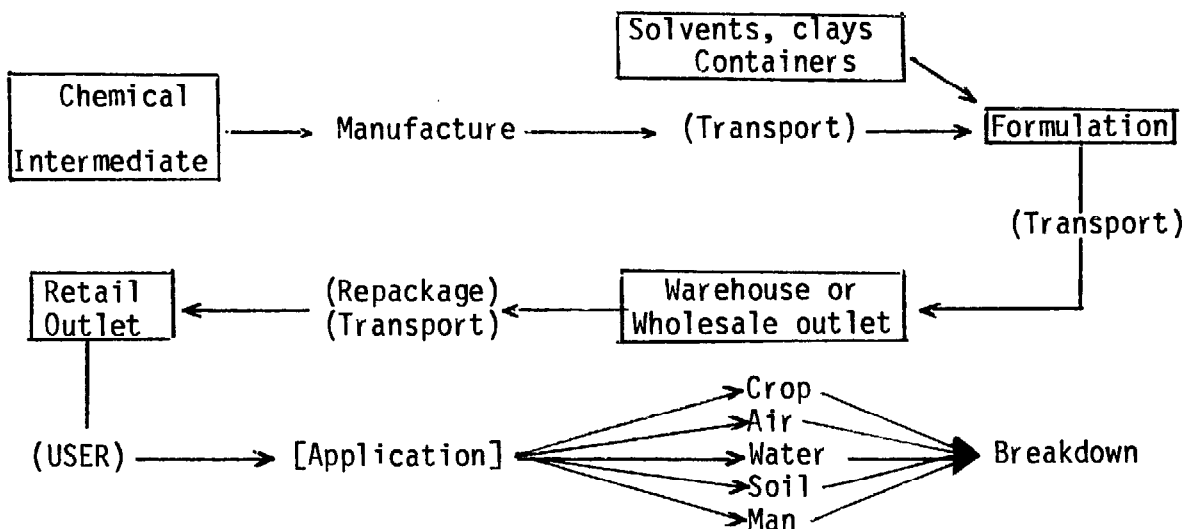 Solvents, clays
Containers
Chemical
Intermediate
Manufacture
(Transport)
Formulation
(Transport)
Warehouse or
Wholesale outlet
(Repackage)
(Transport)
Retail
Outlet
(USER)
[Application]
Crop
Air
Water
Soil
Man
Breakdown